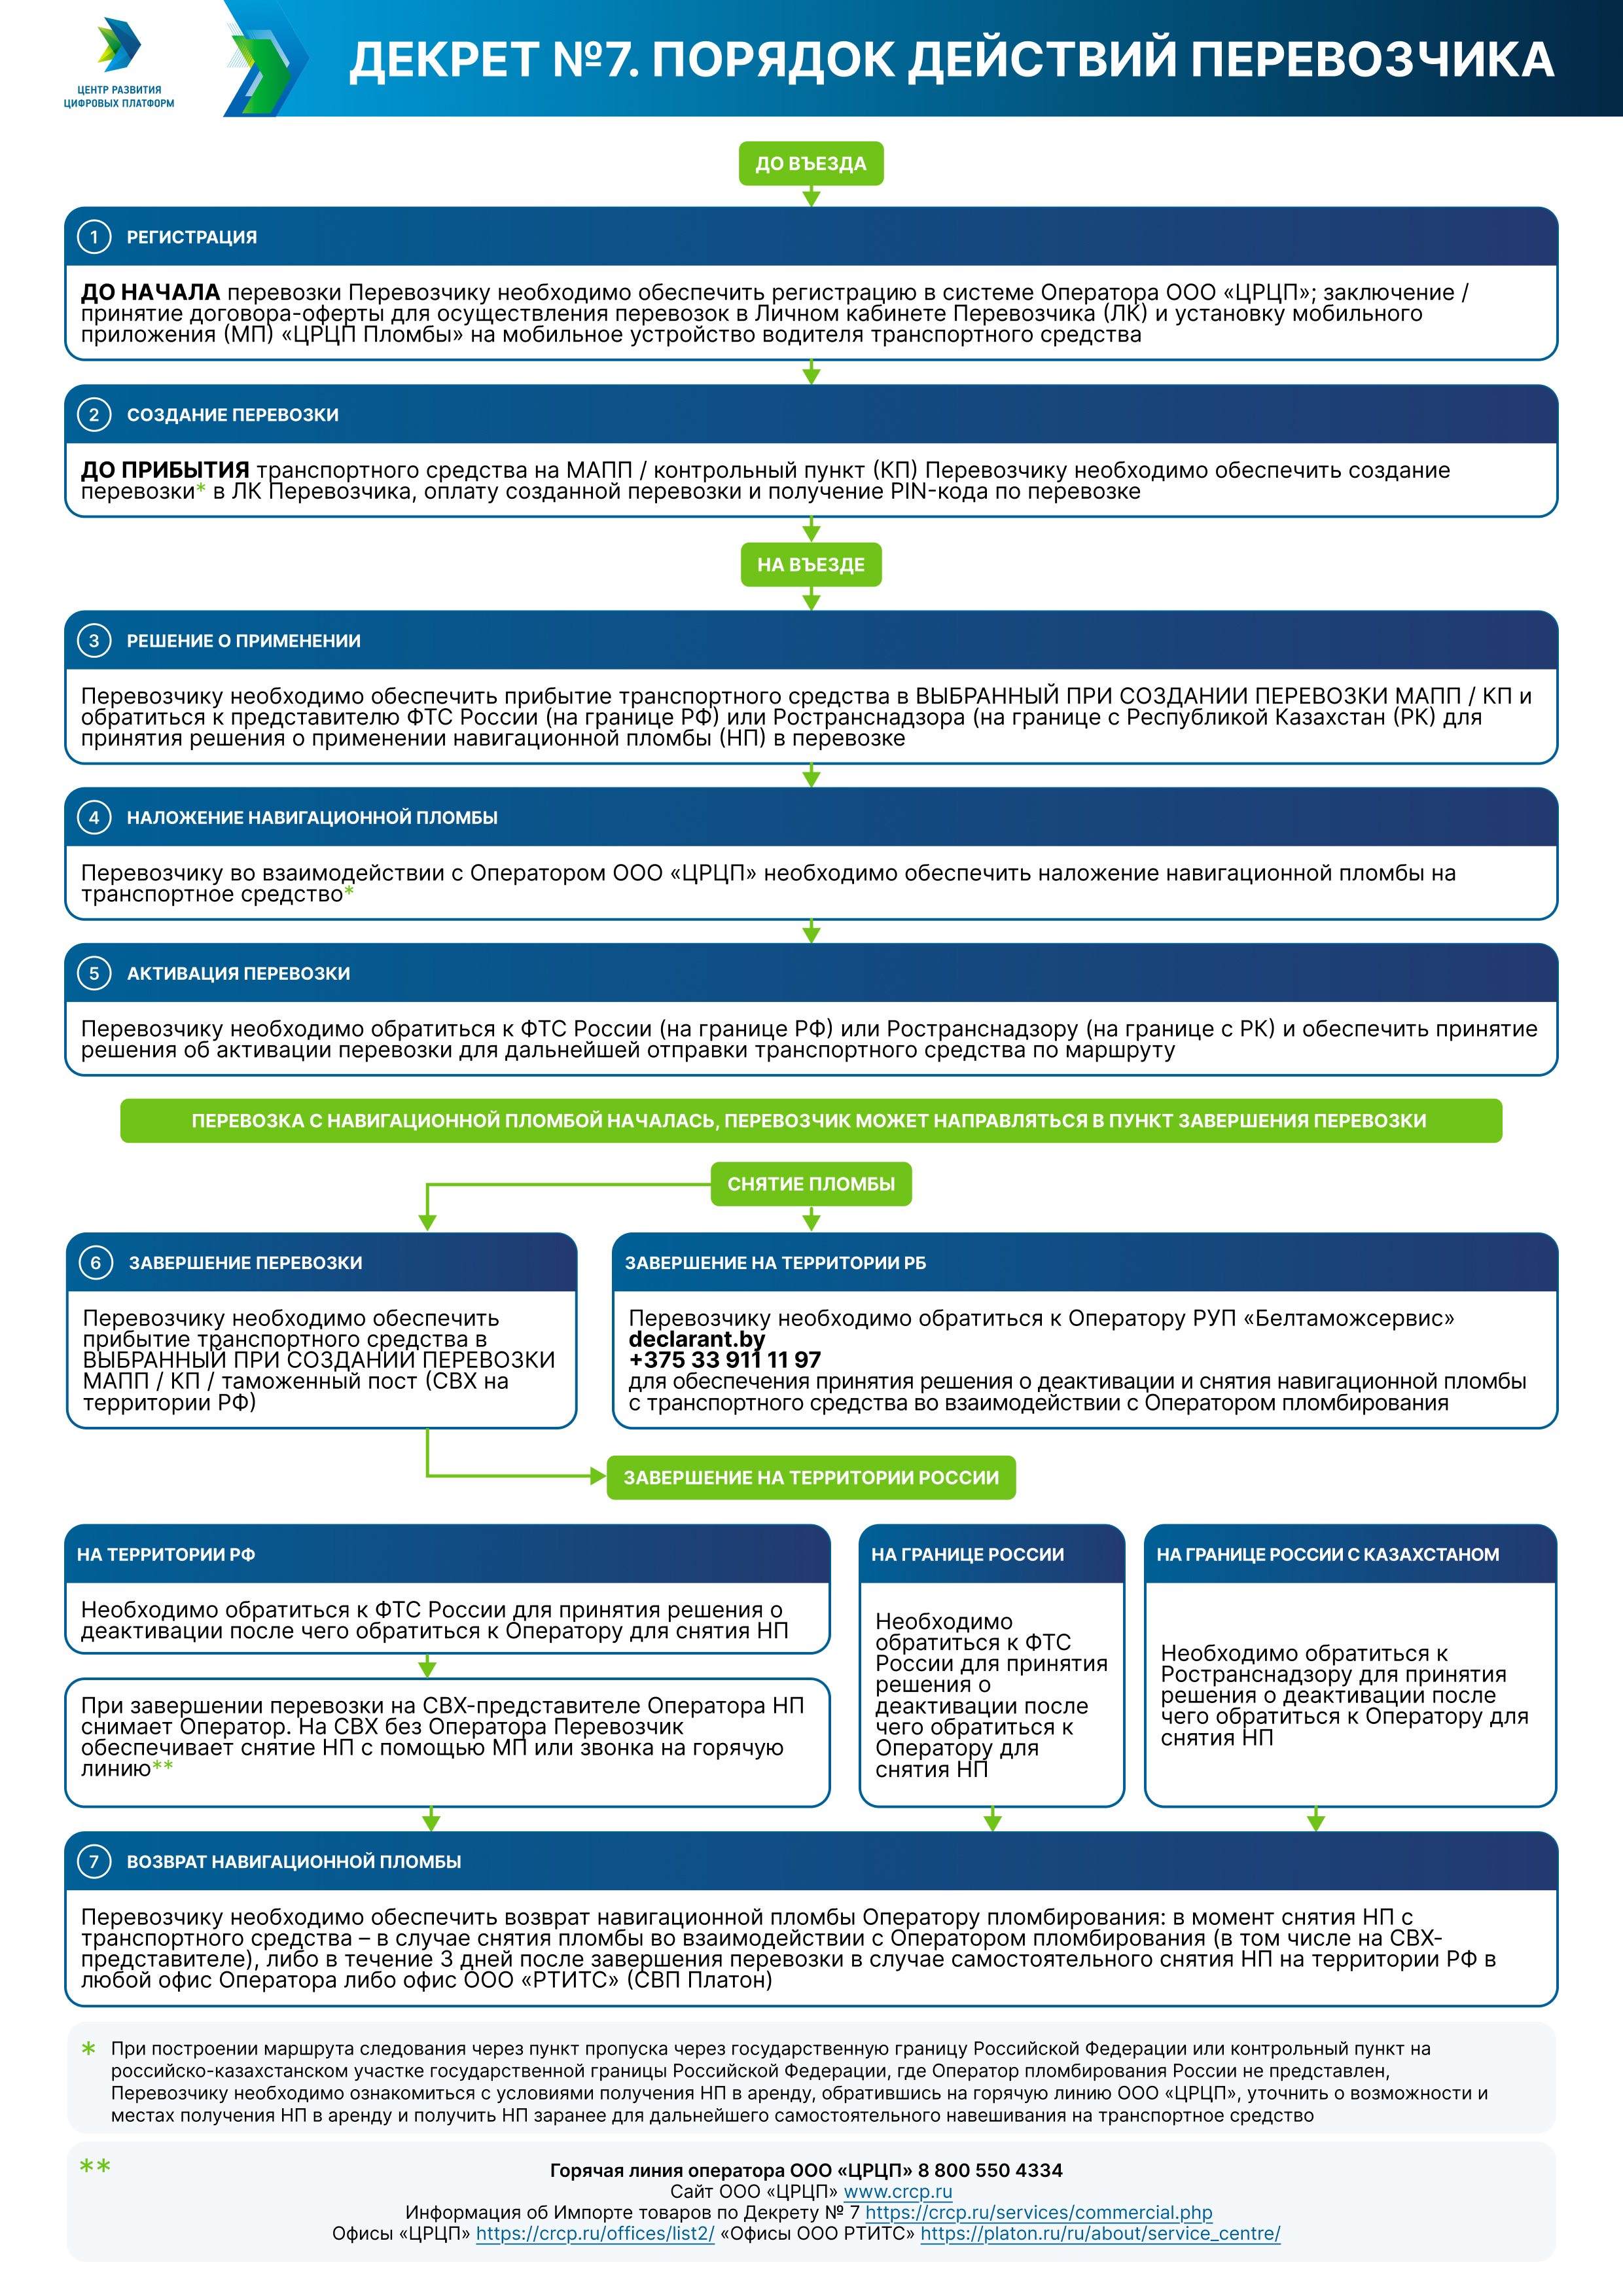 ЦЕНТР РАЗВИТИЯ
ЦИФРОВЫХ ПЛАТФОРМ
ДЕКРЕТ №7. ПОРЯДОК ДЕЙСТВИЙ ПЕРЕВОЗЧИКА
ДО ВЪЕЗДА
1 РЕГИСТРАЦИЯ
ДО НАЧАЛА перевозки Перевозчику необходимо обеспечить регистрацию в системе Оператора ООО «ЦРЦП»; заключение /
принятие договора-оферты для осуществления перевозок в Личном кабинете Перевозчика (ЛК) и установку мобильного
приложения (МП) «ЦРЦП Пломбы» на мобильное устройство водителя транспортного средства
2 СОЗДАНИЕ ПЕРЕВОЗКИ
ДО ПРИБЫТИЯ транспортного средства на МАПП / контрольный пункт (КП) Перевозчику необходимо обеспечить создание
перевозки* в ЛК Перевозчика, оплату созданной перевозки и получение PIN-кода по перевозке
НА ВЪЕЗДЕ
3 РЕШЕНИЕ О ПРИМЕНЕНИИ
Перевозчику необходимо обеспечить прибытие транспортного средства в ВЫБРАННЫЙ ПРИ СОЗДАНИИ ПЕРЕВОЗКИ МАПП / КП и
обратиться к представителю ФТС России (на границе РФ) или Ространснадзора (на границе с Республикой Казахстан (РК) для
принятия решения о применении навигационной пломбы (НП) в перевозке
4 НАЛОЖЕНИЕ НАВИГАЦИОННОЙ ПЛОМБЫ
Перевозчику во взаимодействии с Оператором ООО «ЦРЦП» необходимо обеспечить наложение навигационной пломбы на
транспортное средство*
5 АКТИВАЦИЯ ПЕРЕВОЗКИ
Перевозчику необходимо обратиться к ФТС России (на границе РФ) или Ространснадзору (на границе с РК) и обеспечить принятие
решения об активации перевозки для дальнейшей отправки транспортного средства по маршруту
ПЕРЕВОЗКА С НАВИГАЦИОННОЙ ПЛОМБОЙ НАЧАЛАСЬ, ПЕРЕВОЗЧИК МОЖЕТ НАПРАВЛЯТЬСЯ В ПУНКТ ЗАВЕРШЕНИЯ ПЕРЕВОЗКИ
СНЯТИЕ ПЛОМБЫ
6 ЗАВЕРШЕНИЕ ПЕРЕВОЗКИ
Перевозчику необходимо обеспечить
прибытие транспортного средства в
ВЫБРАННЫЙ ПРИ СОЗДАНИИ ПЕРЕВОЗКИ
МАПП / КП / таможенный пост (СВХ на
территории РФ)
ЗАВЕРШЕНИЕ НА ТЕРРИТОРИИ РБ
Перевозчику необходимо обратиться к Оператору РУП «Белтаможсервис»
declarant.by
+375 33 911 11 97
для обеспечения принятия решения о деактивации и снятия навигационной пломбы
с транспортного средства во взаимодействии с Оператором пломбирования
ЗАВЕРШЕНИЕ НА ТЕРРИТОРИИ РОССИИ
НА ТЕРРИТОРИИ РФ
Необходимо обратиться к ФТС России для принятия решения о
деактивации после чего обратиться к Оператору для снятия НП
При завершении перевозки на СВХ-представителе Оператора НП
снимает Оператор. На СВХ без Оператора Перевозчик
обеспечивает снятие НП с помощью МП или звонка на горячую
линию**
НА ГРАНИЦЕ РОССИИ
Необходимо
обратиться к ФТС
России для принятия
решения о
деактивации после
чего обратиться к
Оператору для
снятия НП
НА ГРАНИЦЕ РОССИИ С КАЗАХСТАНОМ
Необходимо обратиться к
Ространснадзору для принятия
решения о деактивации после
чего обратиться к Оператору для
снятия НП
7 ВОЗВРАТ НАВИГАЦИОННОЙ ПЛОМБЫ
Перевозчику необходимо обеспечить возврат навигационной пломбы Оператору пломбирования: в момент снятия НП с
транспортного средства – в случае снятия пломбы во взаимодействии с Оператором пломбирования (в том числе на СВХ-
представителе), либо в течение 3 дней после завершения перевозки в случае самостоятельного снятия НП на территории РФ в
любой офис Оператора либо офис ООО «РТИТС» (СВП Платон)
* При построении маршрута следования через пункт пропуска через государственную границу Российской Федерации или контрольный пункт на
российско-казахстанском участке государственной границы Российской Федерации, где Оператор пломбирования России не представлен,
Перевозчику необходимо ознакомиться с условиями получения НП в аренду, обратившись на горячую линию ООО «ЦРЦП», уточнить о возможности и
местах получения НП в аренду и получить НП заранее для дальнейшего самостоятельного навешивания на транспортное средство
** Горячая линия оператора ООО «ЦРЦП» 8 800 550 4334
Сайт ООО «ЦРЦП» www.crcp.ru
Информация об Импорте товаров по Декрету № 7 https://crcp.ru/services/commercial.php
Офисы «ЦРЦП» https://crcp.ru/offices/list2/ «Офисы ООО РТИТС» https://platon.ru/ru/about/service_centre/